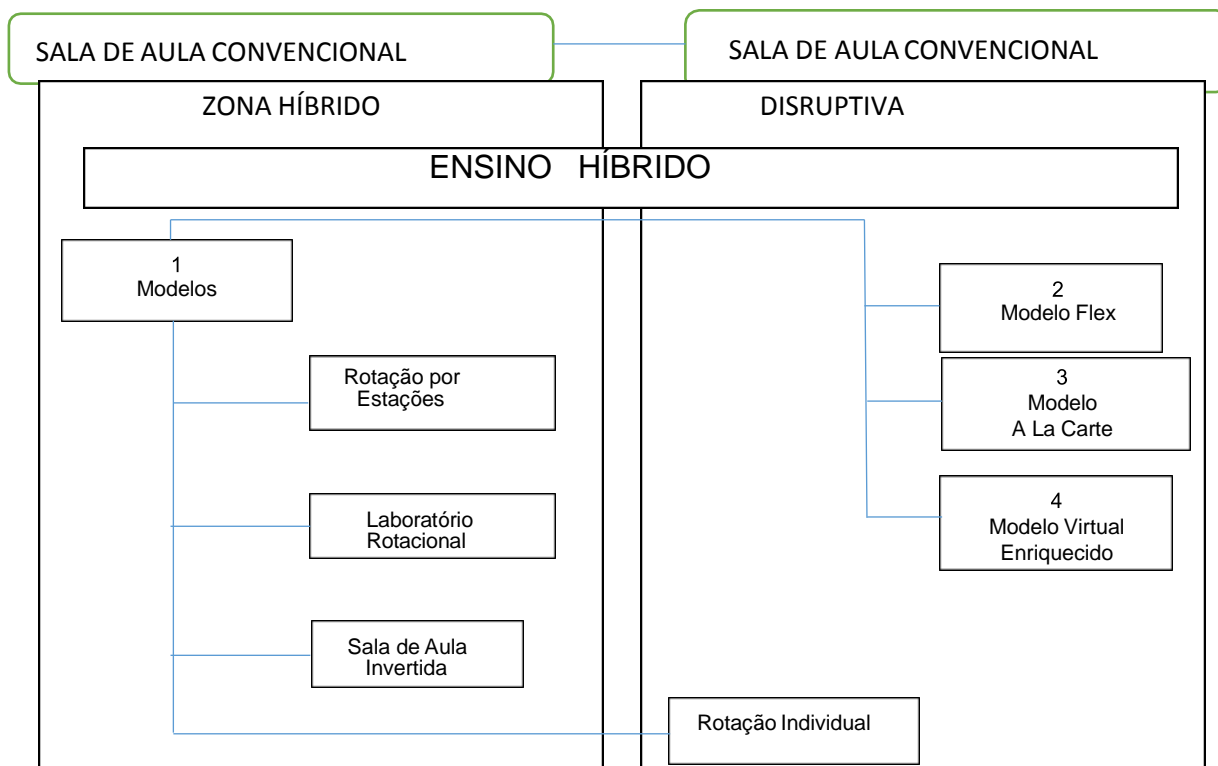 SALA DE AULA CONVENCIONAL
SALA DE AULA CONVENCIONAL
ZONA HÍBRIDO
DISRUPTIVA
ENSINO HÍBRIDO
1
Modelos
Rotação por
Estações
Laboratório
Rotacional
Sala de Aula
Invertida
Rotação Individual
2
Modelo Flex
3
Modelo
A La Carte
4
Modelo Virtual
Enriquecido